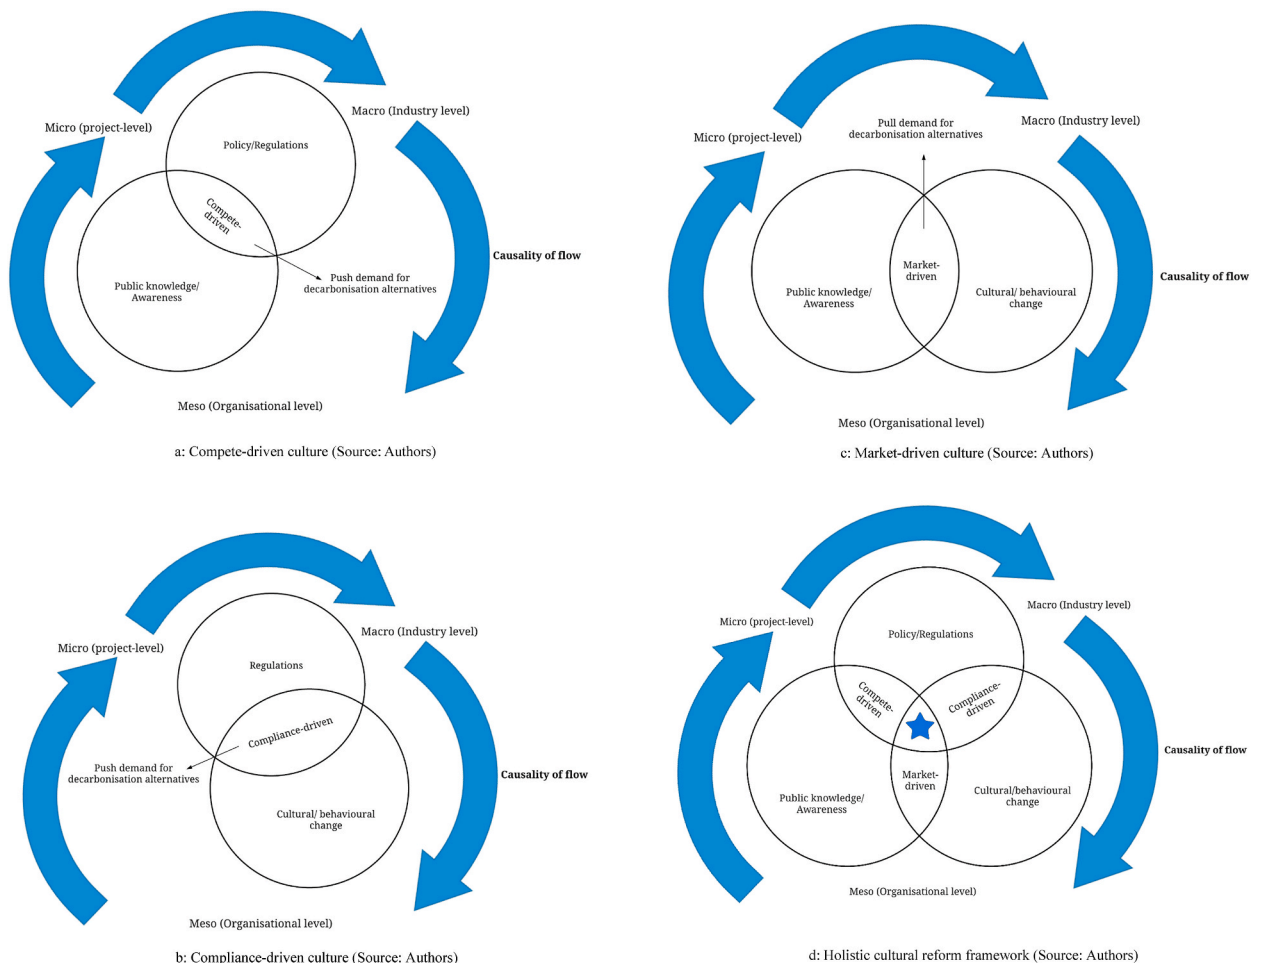 Micro (project-level)
Macro (Industry level)
Policy/Regulations
Compete-
driven
Public knowledge/
Awareness
Push demand for
decarbonisation alternatives
Causality of flow
Meso (Organisational level)
a: Compete-driven culture (Source: Authors)
Micro (project-level)
Pull demand for
decarbonisation alternatives
Macro (Industry level)
Public knowledge/
Awareness
Market-
driven
Cultural/ behavioural
change
Causality of flow
Meso (Organisational level)
c: Market-driven culture (Source: Authors)
Micro (project-level)
Macro (Industry level)
Regulations
Compliance-driven
Push demand for
decarbonisation alternatives
Cultural/ behavioural
change
Causality of flow
Meso (Organisational level)
b: Compliance-driven culture (Source: Authors)
Micro (project-level)
Macro (Industry level)
Policy/Regulations
Compete-
driven
Compliance-
driven
Market-
driven
Public knowledge/
Awareness
Cultural/behavioural
change
Causality of flow
Meso (Organisational level)
d: Holistic cultural reform framework (Source: Authors)